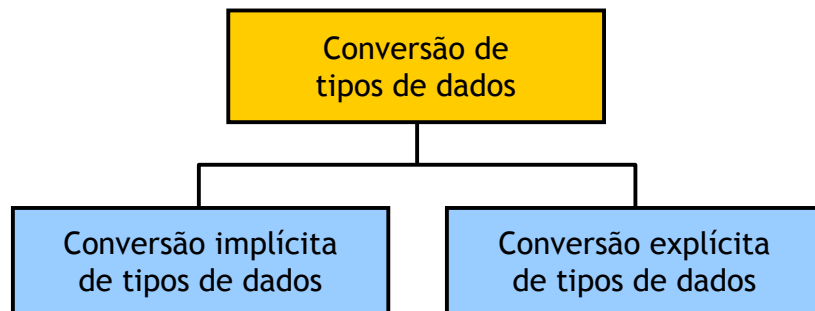 Conversão de
tipos de dados
Conversão implícita
de tipos de dados
Conversão explícita
de tipos de dados